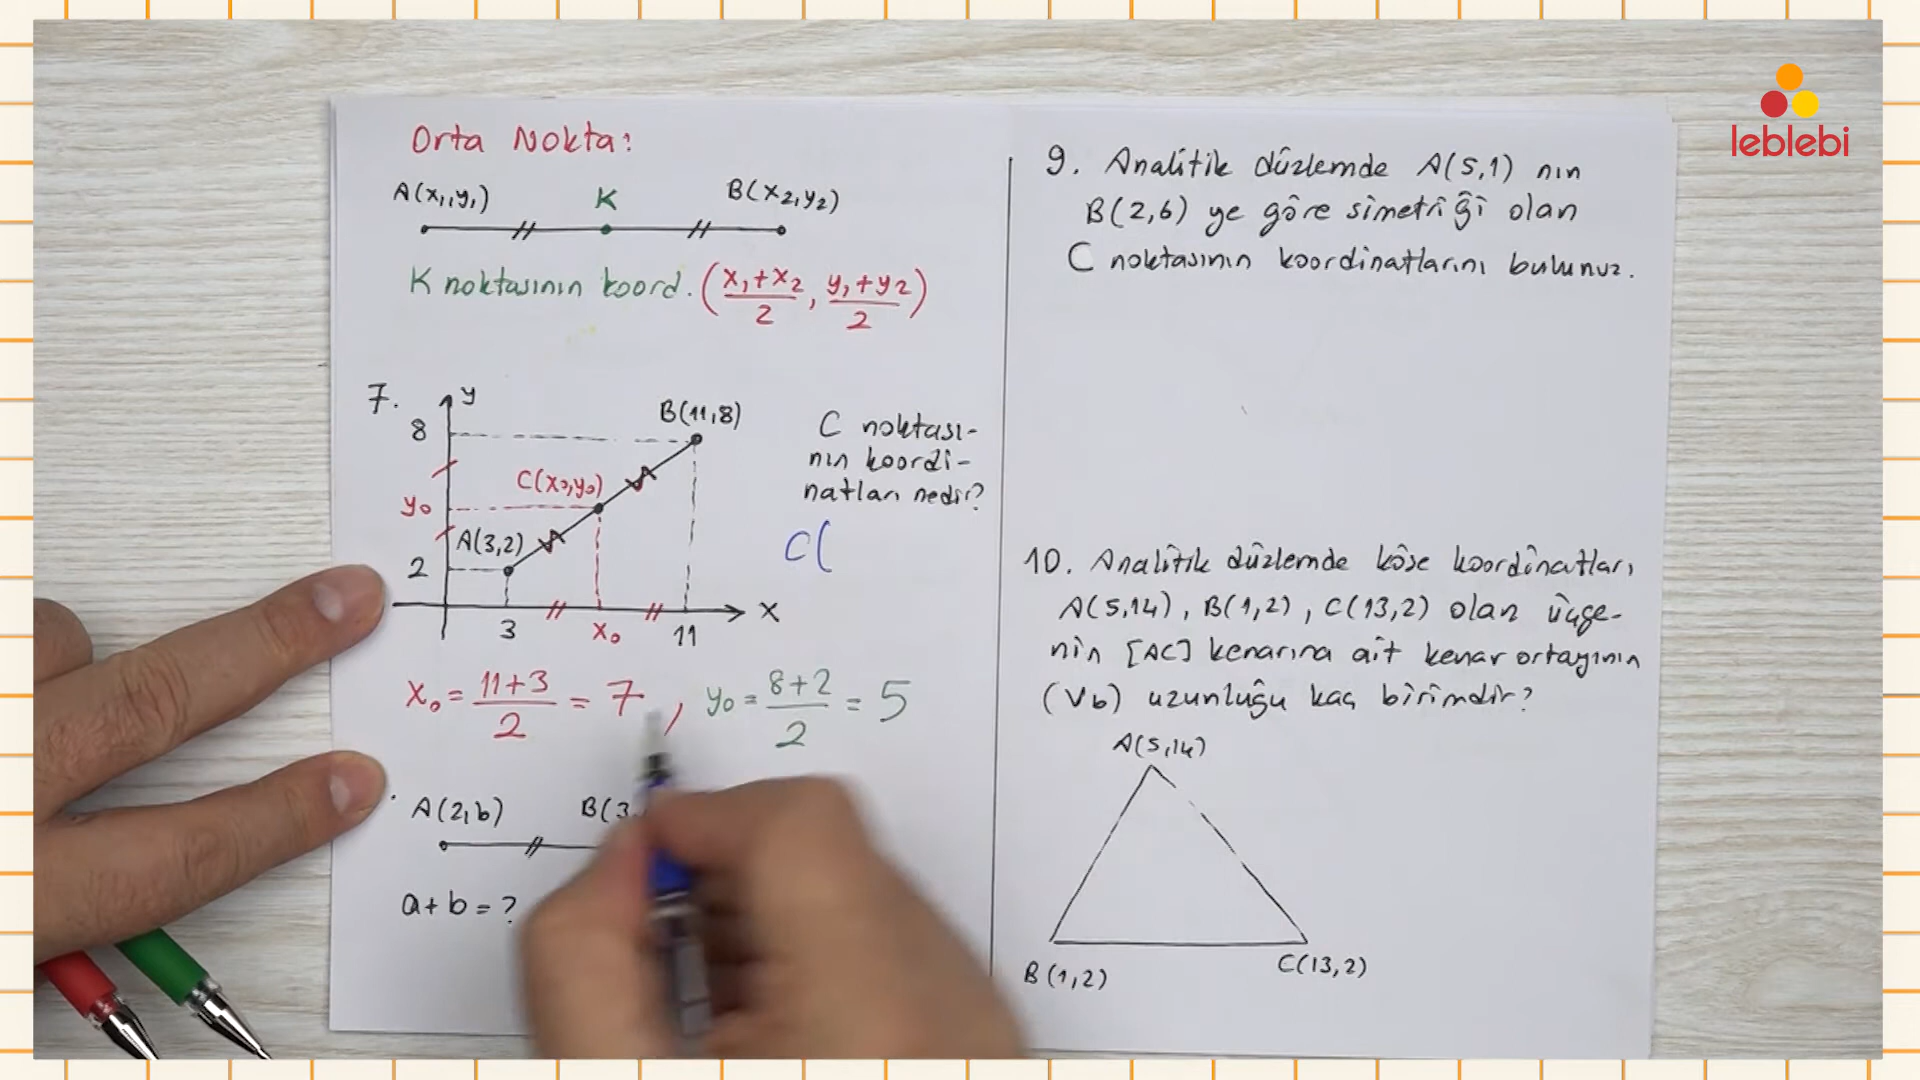 leblebi
Orta Nokta:
A(x₁,y₁) K B(x₂,y₂)
K noktasının koord. (x₁+x₂/2, y₁+y₂/2)
7.
y
8
B(11,8)
C(x₀,y₀)
y₀
A(3,2)
2
3 x₀ 11 x
C noktası-
nın koordi-
natları nedir?
C(
x₀ = 11+3/2 = 7, y₀ = 8+2/2 = 5
A(2,b) B(3,
a+b=?
9. Analitik düzlemde A(5,1) nın
B(2,6) ye göre simetriği olan
C noktasının koordinatlarını bulunuz.
10. Analitik düzlemde köşe koordinatları
A(5,14), B(1,2), C(13,2) olan üçge-
nin [AC] kenarına ait kenarortayının
(Vb) uzunluğu kaç birimdir?
A(5,14)
B(1,2) C(13,2)